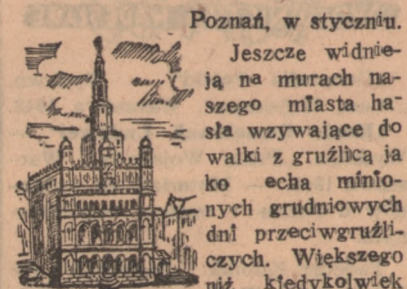 Poznań, w styczniu.
Jeszcze widnie-
ją na murach na-
szego miasta ha-
sła wzywające do
walki z gruźlicą ja
ko echa minio-
nych grudniowych
dni przeciwgruźli-
czych. Większego
niż kiedykolwiek